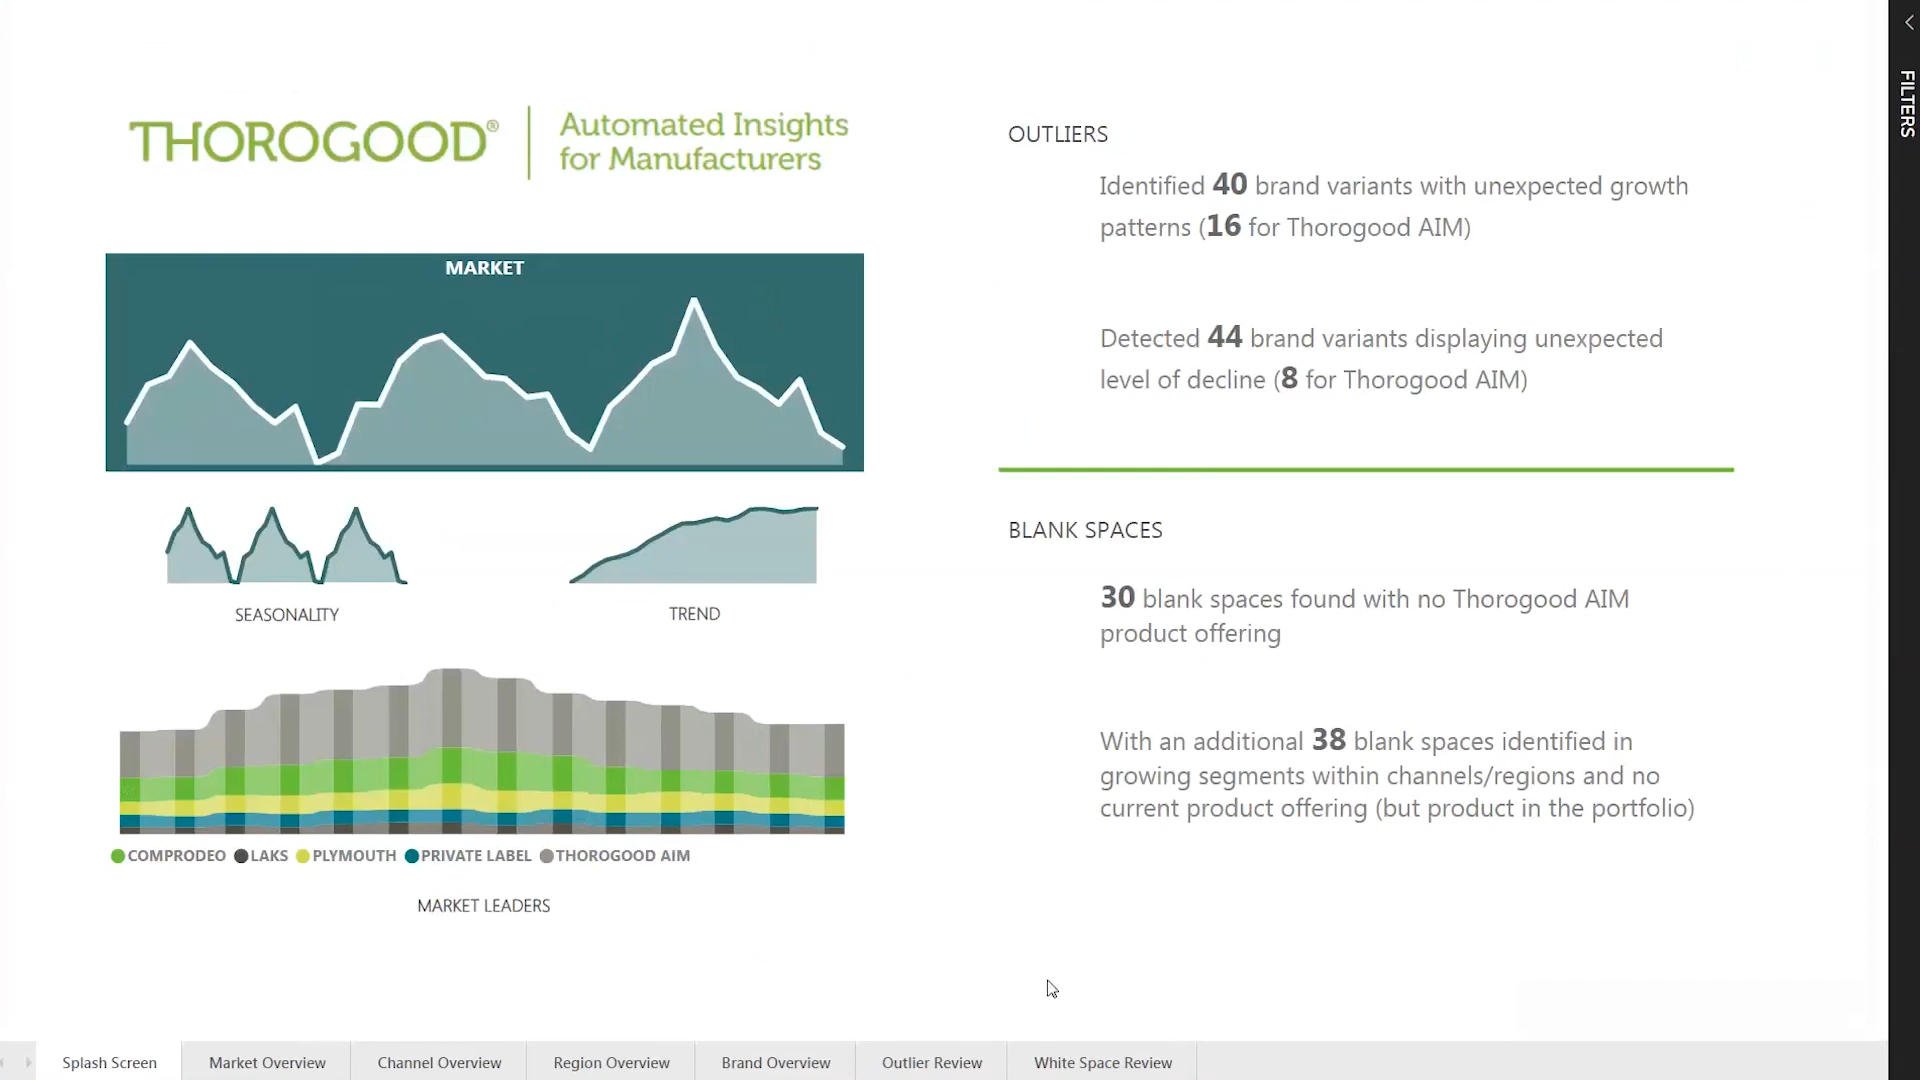 THOROGOOD®
Automated Insights
for Manufacturers
MARKET
SEASONALITY
TREND
COMPRODEO LAKS PLYMOUTH PRIVATE LABEL THOROGOOD AIM
MARKET LEADERS
OUTLIERS
Identified 40 brand variants with unexpected growth
patterns (16 for Thorogood AIM)
Detected 44 brand variants displaying unexpected
level of decline (8 for Thorogood AIM)
BLANK SPACES
30 blank spaces found with no Thorogood AIM
product offering
With an additional 38 blank spaces identified in
growing segments within channels/regions and no
current product offering (but product in the portfolio)
FILTERS
Splash Screen Market Overview Channel Overview Region Overview Brand Overview Outlier Review White Space Review